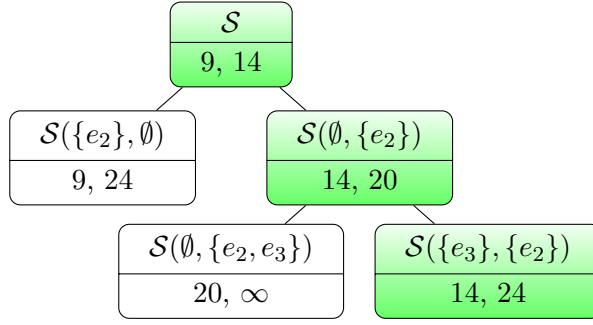 𝒮
9, 14
𝒮({e₂}, ∅)
9, 24
𝒮(∅, {e₂})
14, 20
𝒮(∅, {e₂, e₃})
20, ∞
𝒮({e₃}, {e₂})
14, 24